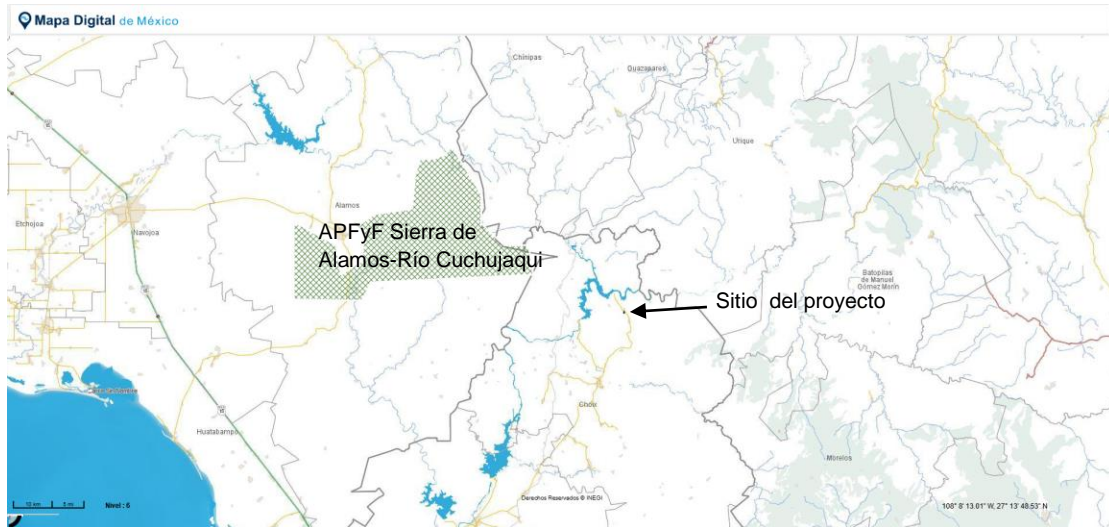 Mapa Digital de México
Chínipas
Guazapares
Urique
Alamos
Etchojoa
Navojoa
APFyF Sierra de
Alamos-Río Cuchujaqui
Batopilas
de Manuel
Gómez Morín
Sitio del proyecto
Choix
Huatabampo
Morelos
10 km
5 mi
Nivel : 6
Derechos Reservados © INEGI
108° 8' 13.01" W, 27° 13' 48.53" N